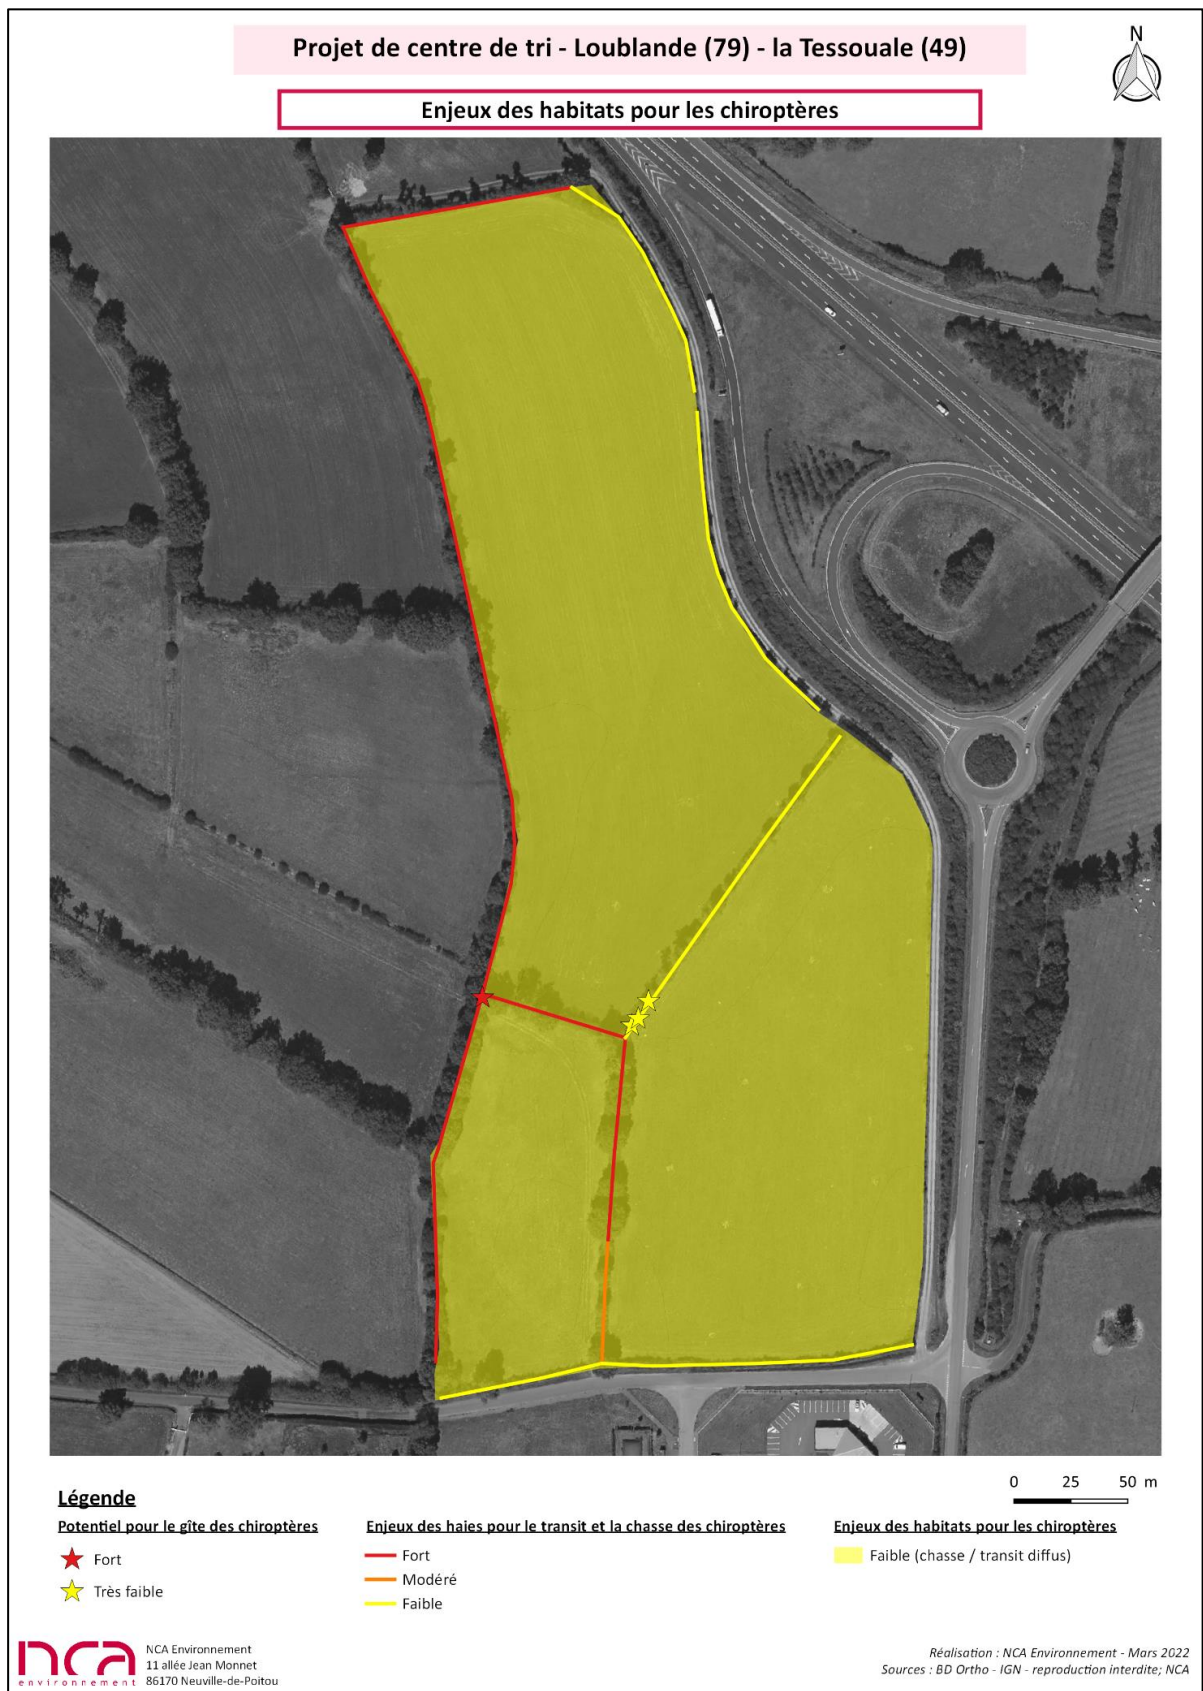 Projet de centre de tri - Loublande (79) - la Tessouale (49)
N
Enjeux des habitats pour les chiroptères
0 25 50 m
Légende
Potentiel pour le gîte des chiroptères
Fort
Très faible
Enjeux des haies pour le transit et la chasse des chiroptères
Fort
Modéré
Faible
Enjeux des habitats pour les chiroptères
Faible (chasse / transit diffus)
nca
environnement
NCA Environnement
11 allée Jean Monnet
86170 Neuville-de-Poitou
Réalisation : NCA Environnement - Mars 2022
Sources : BD Ortho - IGN - reproduction interdite; NCA